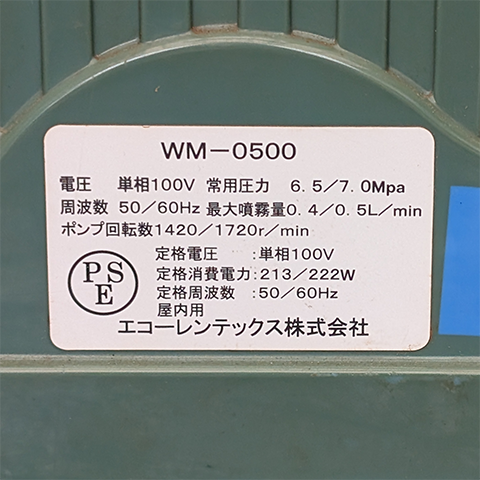 WM-0500
電圧 単相100V 常用圧力 6.5/7.0Mpa
周波数 50/60Hz 最大噴霧量0.4/0.5L/min
ポンプ回転数1420/1720r/min
定格電圧 :単相100V
定格消費電力:213/222W
定格周波数 :50/60Hz
屋内用
PSE
エコーレンテックス株式会社